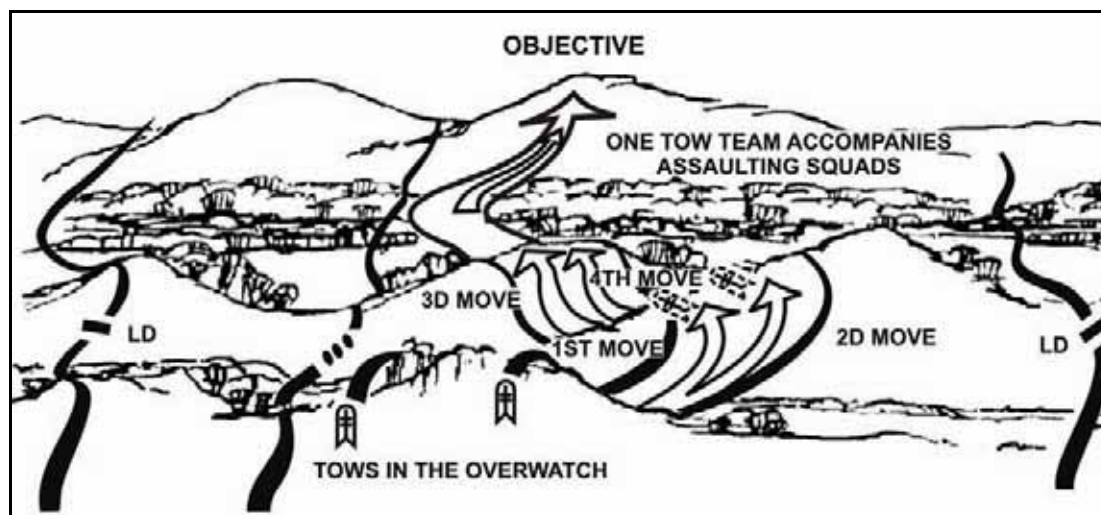 OBJECTIVE
ONE TOW TEAM ACCOMPANIES
ASSAULTING SQUADS
4TH MOVE
3D MOVE
LD
1ST MOVE
2D MOVE
LD
TOWS IN THE OVERWATCH